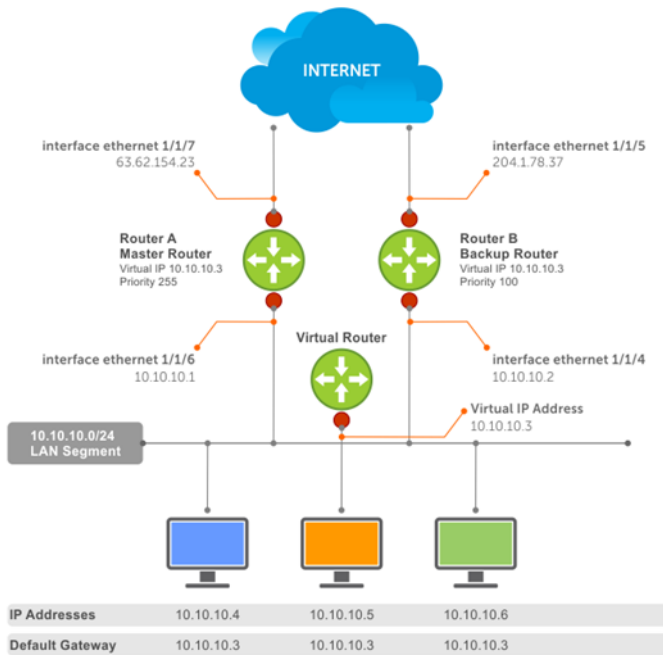 INTERNET
interface ethernet 1/1/7
63.62.154.23
interface ethernet 1/1/5
204.1.78.37
Router A
Master Router
Virtual IP 10.10.10.3
Priority 255
Router B
Backup Router
Virtual IP 10.10.10.3
Priority 100
interface ethernet 1/1/6
10.10.10.1
Virtual Router
interface ethernet 1/1/4
10.10.10.2
Virtual IP Address
10.10.10.3
10.10.10.0/24
LAN Segment
IP Addresses 10.10.10.4 10.10.10.5 10.10.10.6
Default Gateway 10.10.10.3 10.10.10.3 10.10.10.3